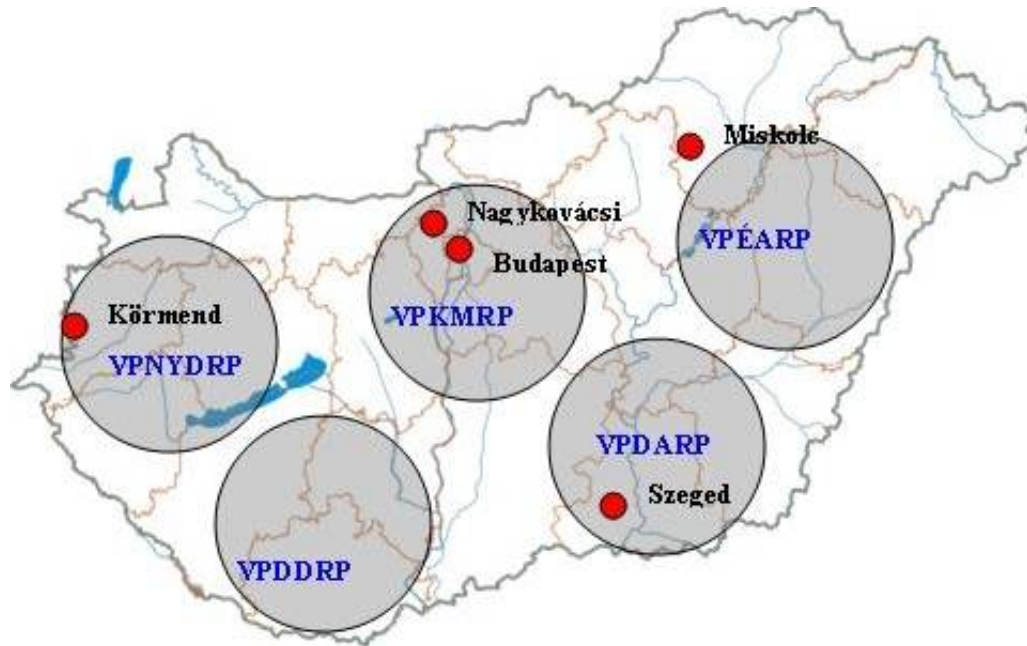 Miskolc
Nagykovácsi
VPÉARP
Budapest
Körmend
VPKMRP
VPNYDRP
VPDARP
Szeged
VPDDRP